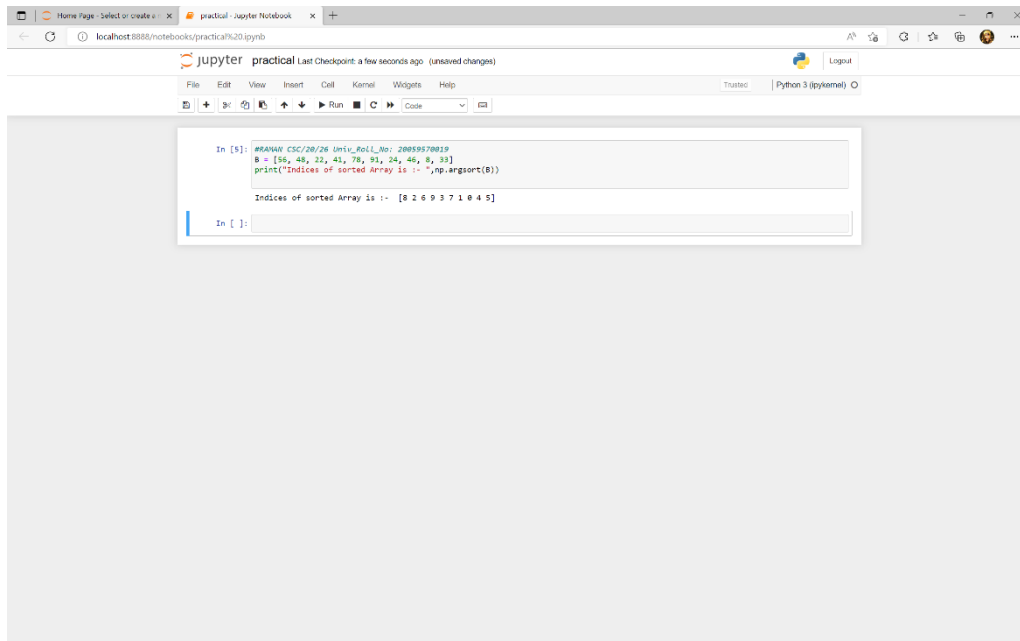 Home Page - Select or create a n
practical - Jupyter Notebook
localhost:8888/notebooks/practical%20.ipynb
jupyter practical Last Checkpoint: a few seconds ago (unsaved changes)
Logout
File Edit View Insert Cell Kernel Widgets Help
Trusted
Python 3 (ipykernel)
Run
Code
In [5]: #RAMAN CSC/20/26 Univ_Roll_No: 20059570019
B = [56, 48, 22, 41, 78, 91, 24, 46, 8, 33]
print("Indices of sorted Array is :- ",np.argsort(B))
Indices of sorted Array is :- [8 2 6 9 3 7 1 0 4 5]
In [ ]: